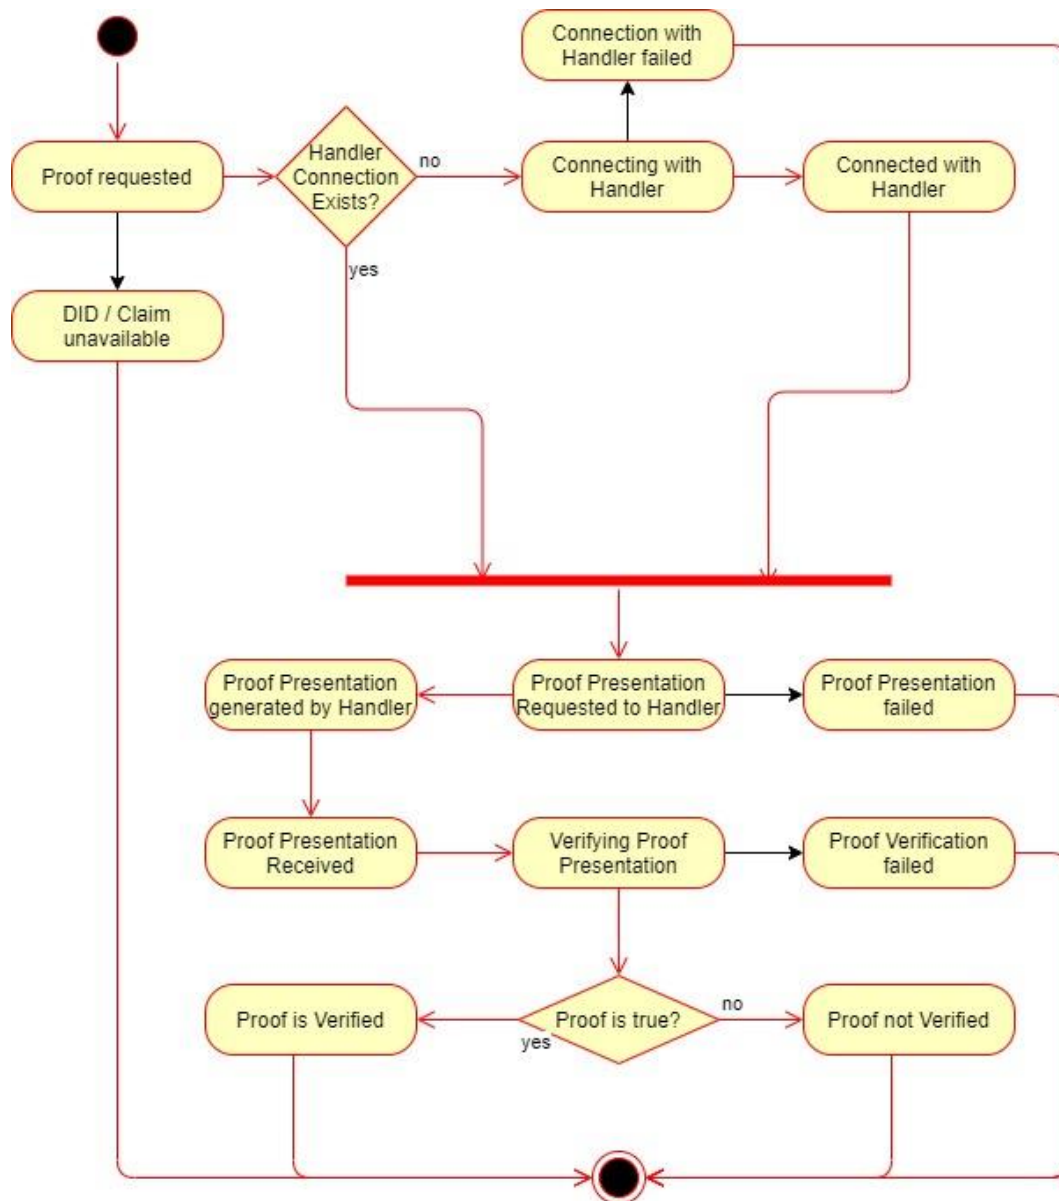 Connection with
Handler failed
Proof requested
Handler
Connection
Exists?
no
Connecting with
Handler
Connected with
Handler
yes
DID / Claim
unavailable
Proof Presentation
generated by Handler
Proof Presentation
Requested to Handler
Proof Presentation
failed
Proof Presentation
Received
Verifying Proof
Presentation
Proof Verification
failed
Proof is Verified
yes
Proof is true?
no
Proof not Verified